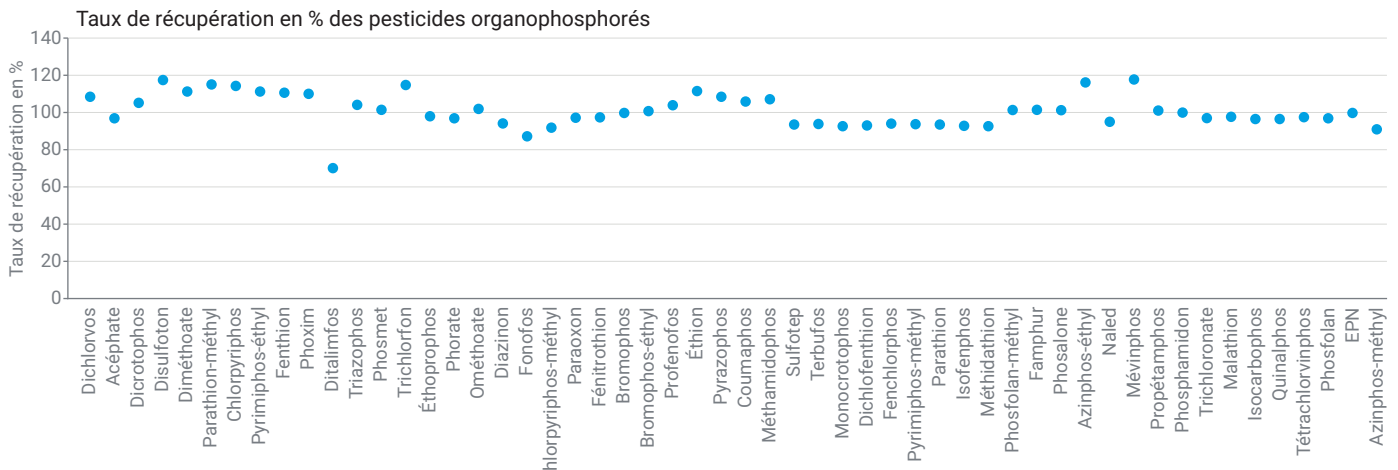 Taux de récupération en % des pesticides organophosphorés
Taux de récupération en %
140
120
100
80
60
40
20
0
Dichlorvos
Acéphate
Dicrotophos
Disulfoton
Diméthoate
Parathion-méthyl
Chlorpyriphos
Pyrimiphos-éthyl
Fenthion
Phoxim
Ditalimfos
Triazophos
Phosmet
Trichlorfon
Éthoprophos
Phorate
Ométhoate
Diazinon
Fonofos
hlorpyriphos-méthyl
Paraoxon
Fénitrothion
Bromophos
Bromophos-éthyl
Profenofos
Éthion
Pyrazophos
Coumaphos
Méthamidophos
Sulfotep
Terbufos
Monocrotophos
Dichlofenthion
Fenchlorphos
Pyrimiphos-méthyl
Parathion
Isofenphos
Méthidathion
Phosfolan-méthyl
Famphur
Phosalone
Azinphos-éthyl
Naled
Mévinphos
Propétamphos
Phosphamidon
Trichloronate
Malathion
Isocarbophos
Quinalphos
Tétrachlorvinphos
Phosfolan
EPN
Azinphos-méthyl